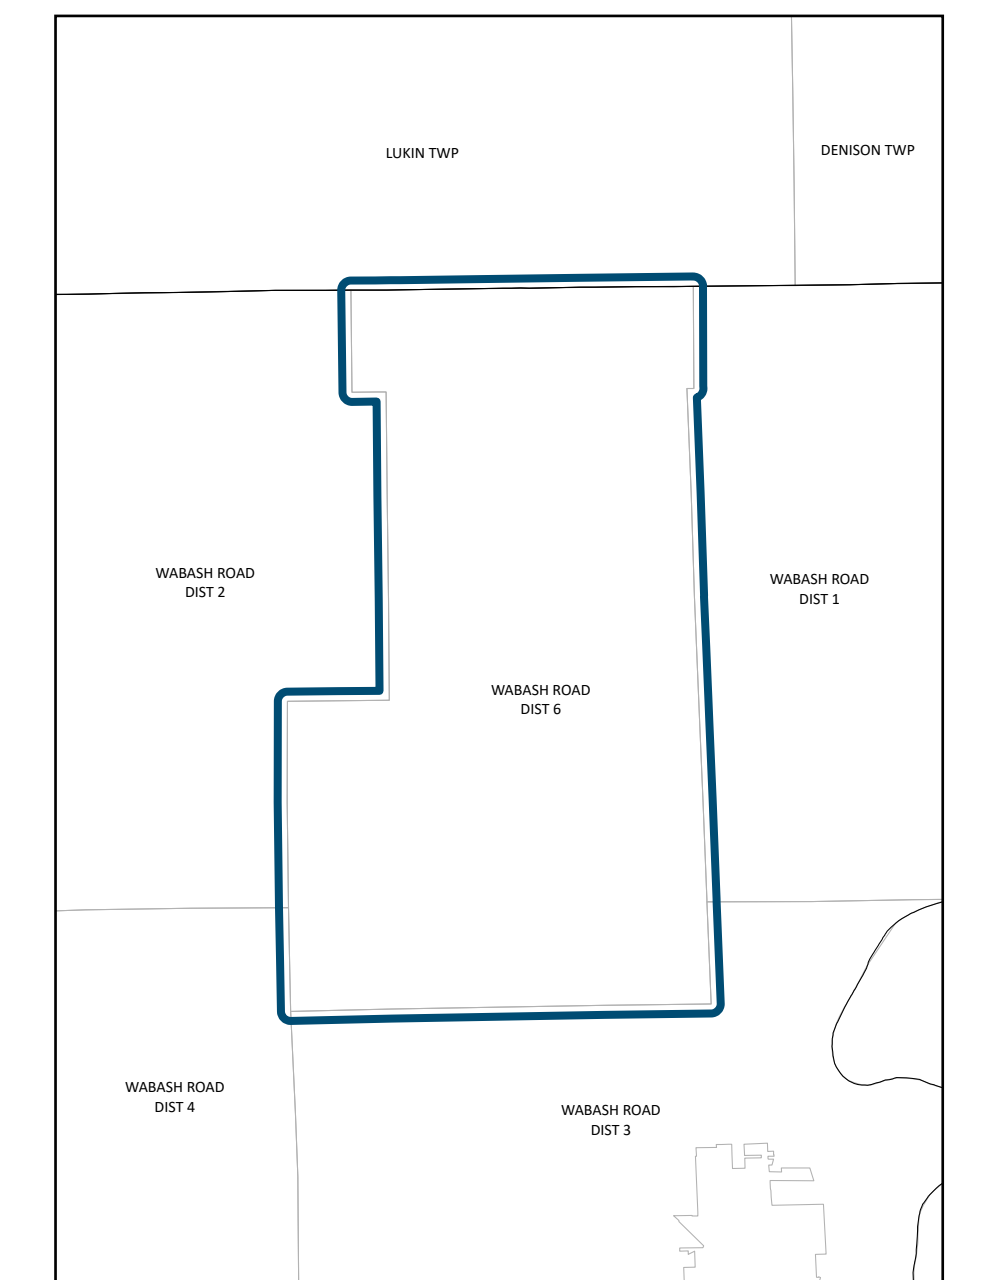 LUKIN TWP
DENISON TWP
WABASH ROAD
DIST 2
WABASH ROAD
DIST 1
WABASH ROAD
DIST 6
WABASH ROAD
DIST 4
WABASH ROAD
DIST 3